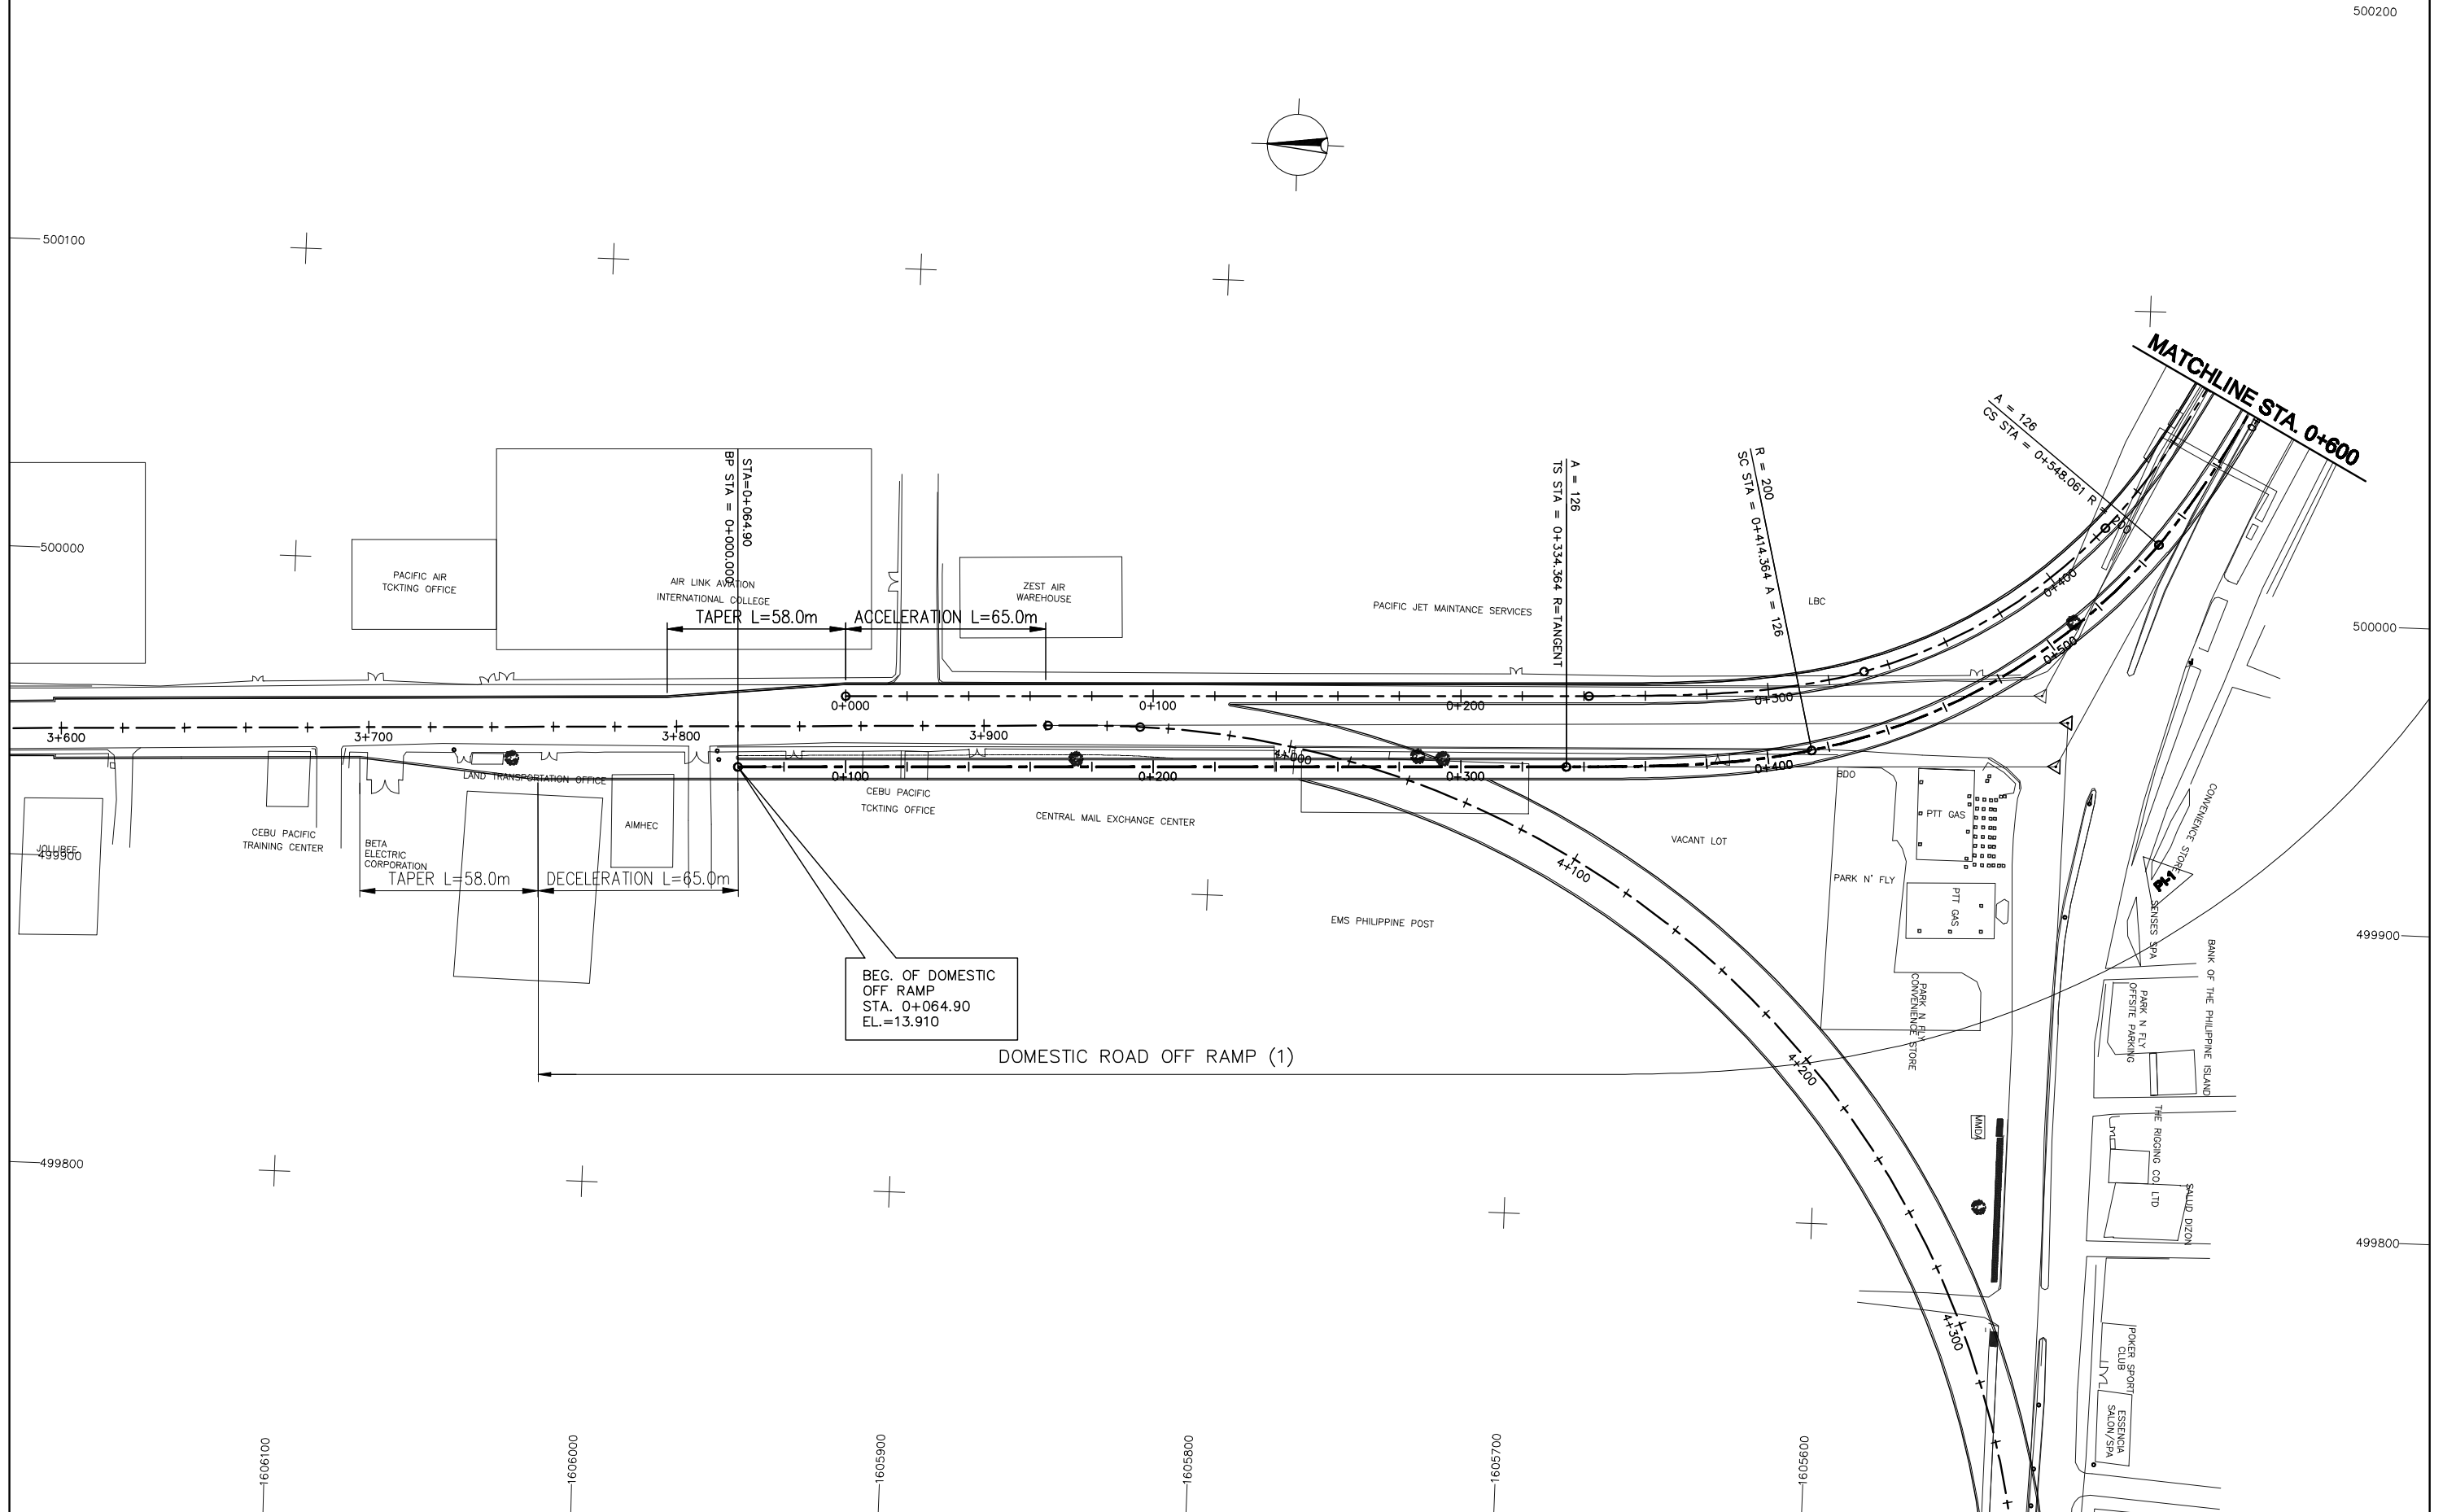 500200
500100
MATCHLINE STA. 0+600
A = 126
CS STA = 0+548.061 R = 200
STA=0+064.90
BP STA = 0+000.000
A = 126
TS STA = 0+334.364 R=TANGENT
R = 200
SC STA = 0+414.364 A = 126
500000
PACIFIC AIR
TCKTING OFFICE
AIR LINK AVIATION
INTERNATIONAL COLLEGE
ZEST AIR
WAREHOUSE
PACIFIC JET MAINTANCE SERVICES
LBC
TAPER L=58.0m
ACCELERATION L=65.0m
500000
0+000
0+100
0+200
0+300
0+400
0+500
3+600
3+700
3+800
3+900
4+000
0+100
0+200
0+300
0+400
LAND TRANSPORTATION OFFICE
CEBU PACIFIC
TCKTING OFFICE
CENTRAL MAIL EXCHANGE CENTER
BDO
PTT GAS
CONVENIENCE STORE
JOLLIBEE
499900
CEBU PACIFIC
TRAINING CENTER
BETA
ELECTRIC
CORPORATION
AIMHEC
VACANT LOT
4+100
PARK N' FLY
PTT GAS
PI-1
TAPER L=58.0m
DECELERATION L=65.0m
EMS PHILIPPINE POST
SENSES SPA
499900
BEG. OF DOMESTIC
OFF RAMP
STA. 0+064.90
EL.=13.910
PARK N FLY
CONVENIENCE STORE
PARK N FLY
OFFSITE PARKING
BANK OF THE PHILIPPINE ISLAND
DOMESTIC ROAD OFF RAMP (1)
4+200
MMDA
THE RIGGING CO. LTD
SALUD DIZON
499800
499800
4+300
POKER SPORT
CLUB
ESSENCIA
SALON/SPA
1606100
1606000
1605900
1605800
1605700
1605600